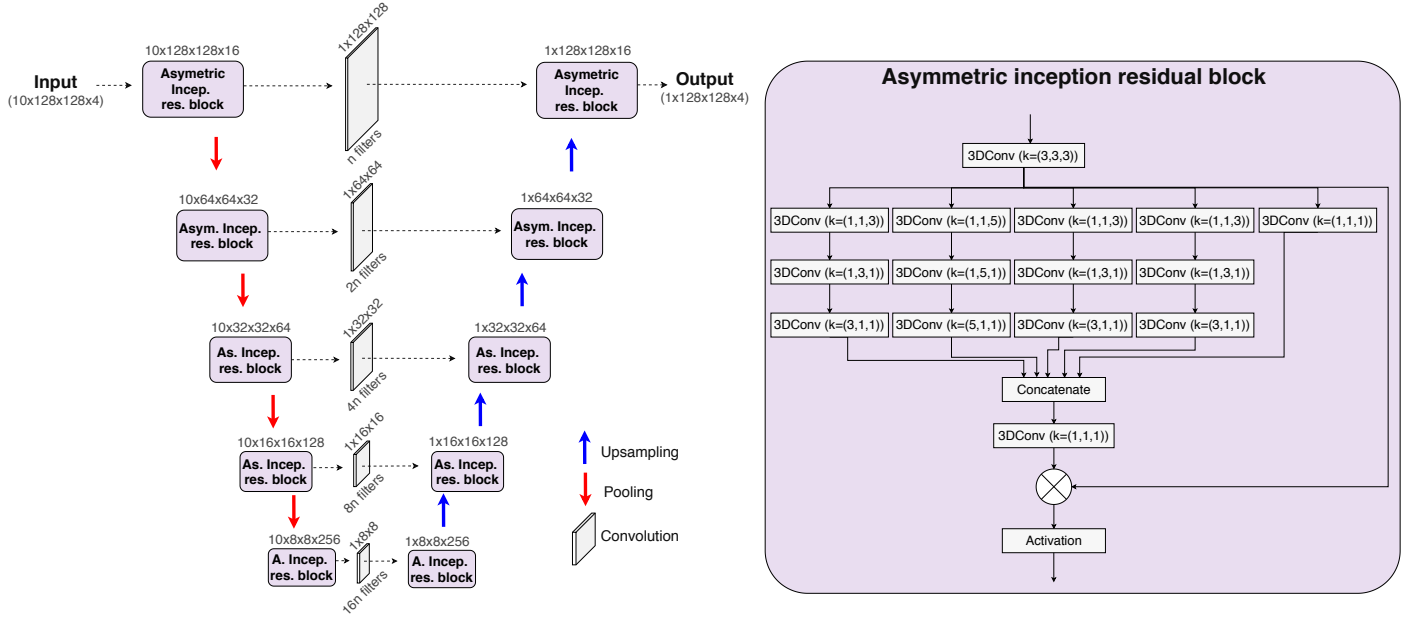 Input
(10x128x128x4)
10x128x128x16
Asymetric
Incep.
res. block
1x128x128
n filters
1x128x128x16
Asymetric
Incep.
res. block
Output
(1x128x128x4)
10x64x64x32
Asym. Incep.
res. block
1x64x64
2n filters
1x64x64x32
Asym. Incep.
res. block
10x32x32x64
As. Incep.
res. block
1x32x32
4n filters
1x32x32x64
As. Incep.
res. block
10x16x16x128
As. Incep.
res. block
1x16x16
8n filters
1x16x16x128
As. Incep.
res. block
10x8x8x256
A. Incep.
res. block
1x8x8
16n filters
1x8x8x256
A. Incep.
res. block
Upsampling
Pooling
Convolution
Asymmetric inception residual block
3DConv (k=(3,3,3))
3DConv (k=(1,1,3)) 3DConv (k=(1,1,5)) 3DConv (k=(1,1,3)) 3DConv (k=(1,1,3)) 3DConv (k=(1,1,1))
3DConv (k=(1,3,1)) 3DConv (k=(1,5,1)) 3DConv (k=(1,3,1)) 3DConv (k=(1,3,1))
3DConv (k=(3,1,1)) 3DConv (k=(5,1,1)) 3DConv (k=(3,1,1)) 3DConv (k=(3,1,1))
Concatenate
3DConv (k=(1,1,1))
Activation